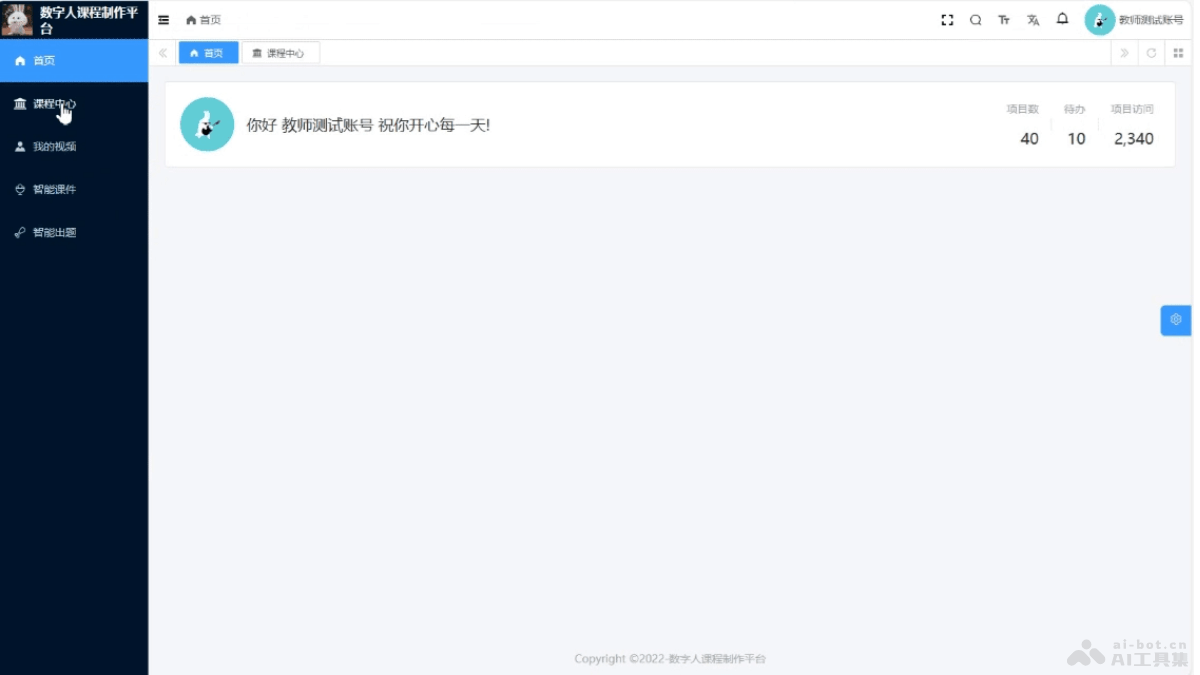 数字人课程制作平
台
首页
教师测试账号
首页
首页
课程中心
课程中心
我的视频
智能课件
智能出题
你好 教师测试账号 祝你开心每一天!
项目数
待办
项目访问
40
10
2,340
Copyright ©2022-数字人课程制作平台
ai-bot.cn
AI工具集